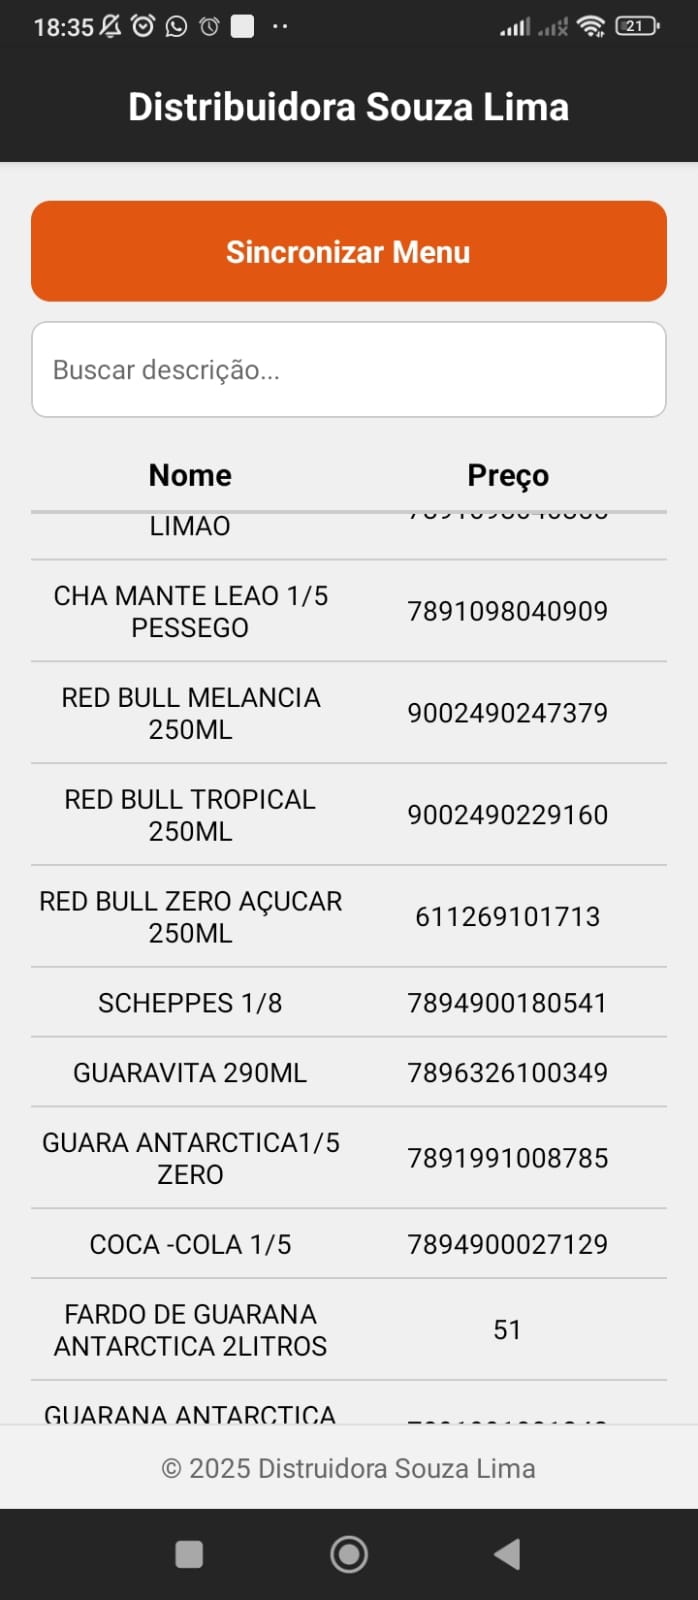 18:35
21
Distribuidora Souza Lima
Sincronizar Menu
Buscar descrição...
Nome Preço
LIMAO
CHA MANTE LEAO 1/5
PESSEGO
7891098040909
RED BULL MELANCIA
250ML
9002490247379
RED BULL TROPICAL
250ML
9002490229160
RED BULL ZERO AÇUCAR
250ML
611269101713
SCHEPPES 1/8 7894900180541
GUARAVITA 290ML 7896326100349
GUARA ANTARCTICA1/5
ZERO
7891991008785
COCA -COLA 1/5 7894900027129
FARDO DE GUARANA
ANTARCTICA 2LITROS
51
GUARANA ANTARCTICA
© 2025 Distruidora Souza Lima